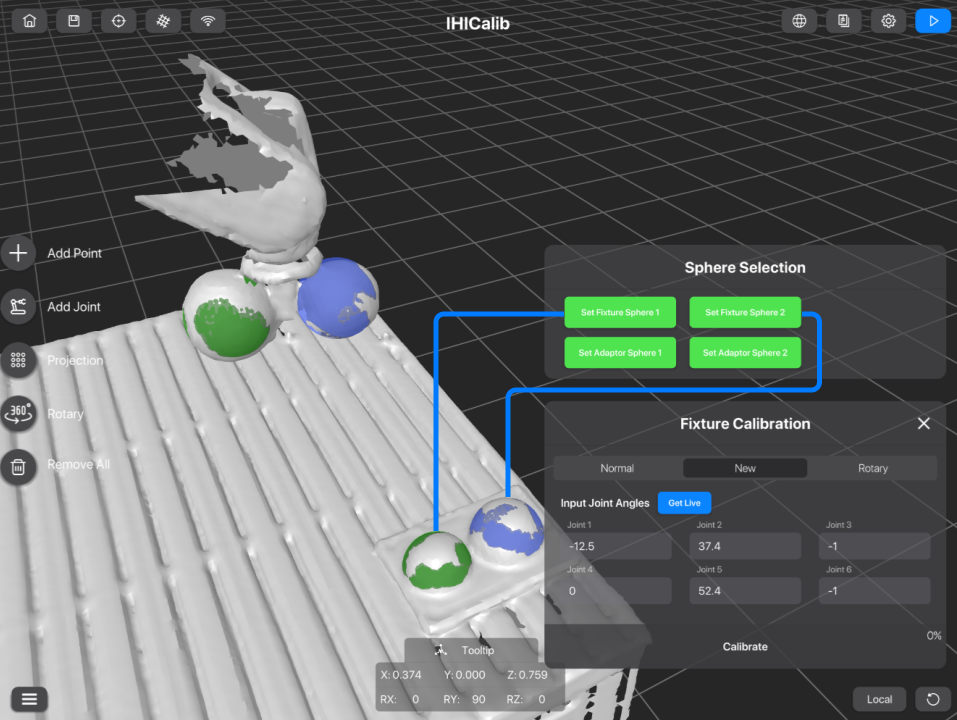 IHICalib
Add Point
Add Joint
Projection
360°
Rotary
Remove All
Sphere Selection
Set Fixture Sphere 1
Set Fixture Sphere 2
Set Adaptor Sphere 1
Set Adaptor Sphere 2
Fixture Calibration
Normal
New
Rotary
Input Joint Angles
Get Live
Joint 1
Joint 2
Joint 3
-12.5
37.4
-1
Joint 4
Joint 5
Joint 6
0
52.4
-1
0%
Calibrate
Tooltip
X: 0.374
Y: 0.000
Z: 0.759
RX: 0
RY: 90
RZ: 0
Local